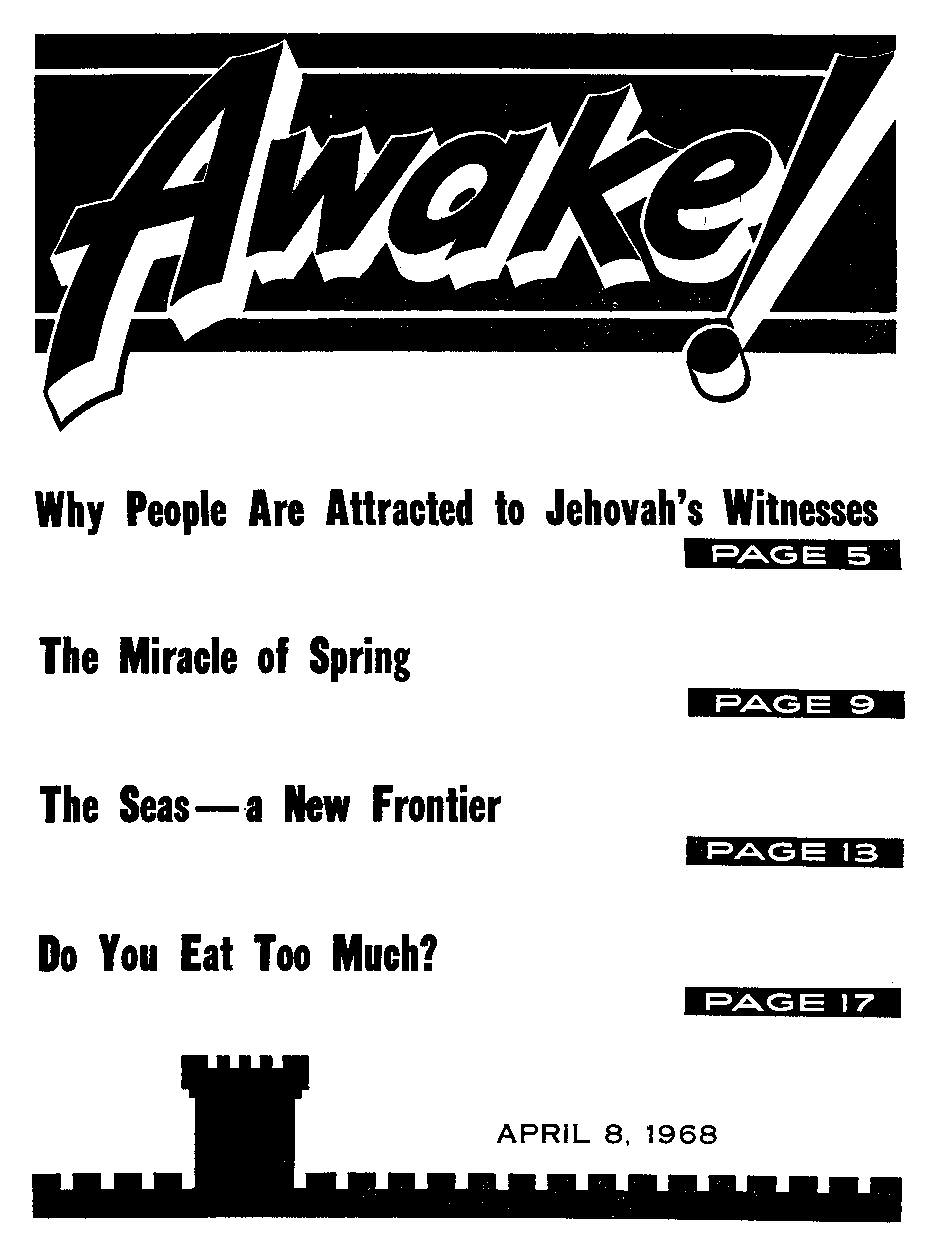 Awake!
Why People Are Attracted to Jehovah's Witnesses
PAGE 5
The Miracle of Spring
PAGE 9
The Seas—a New Frontier
PAGE 13
Do You Eat Too Much?
PAGE 17
APRIL 8, 1968